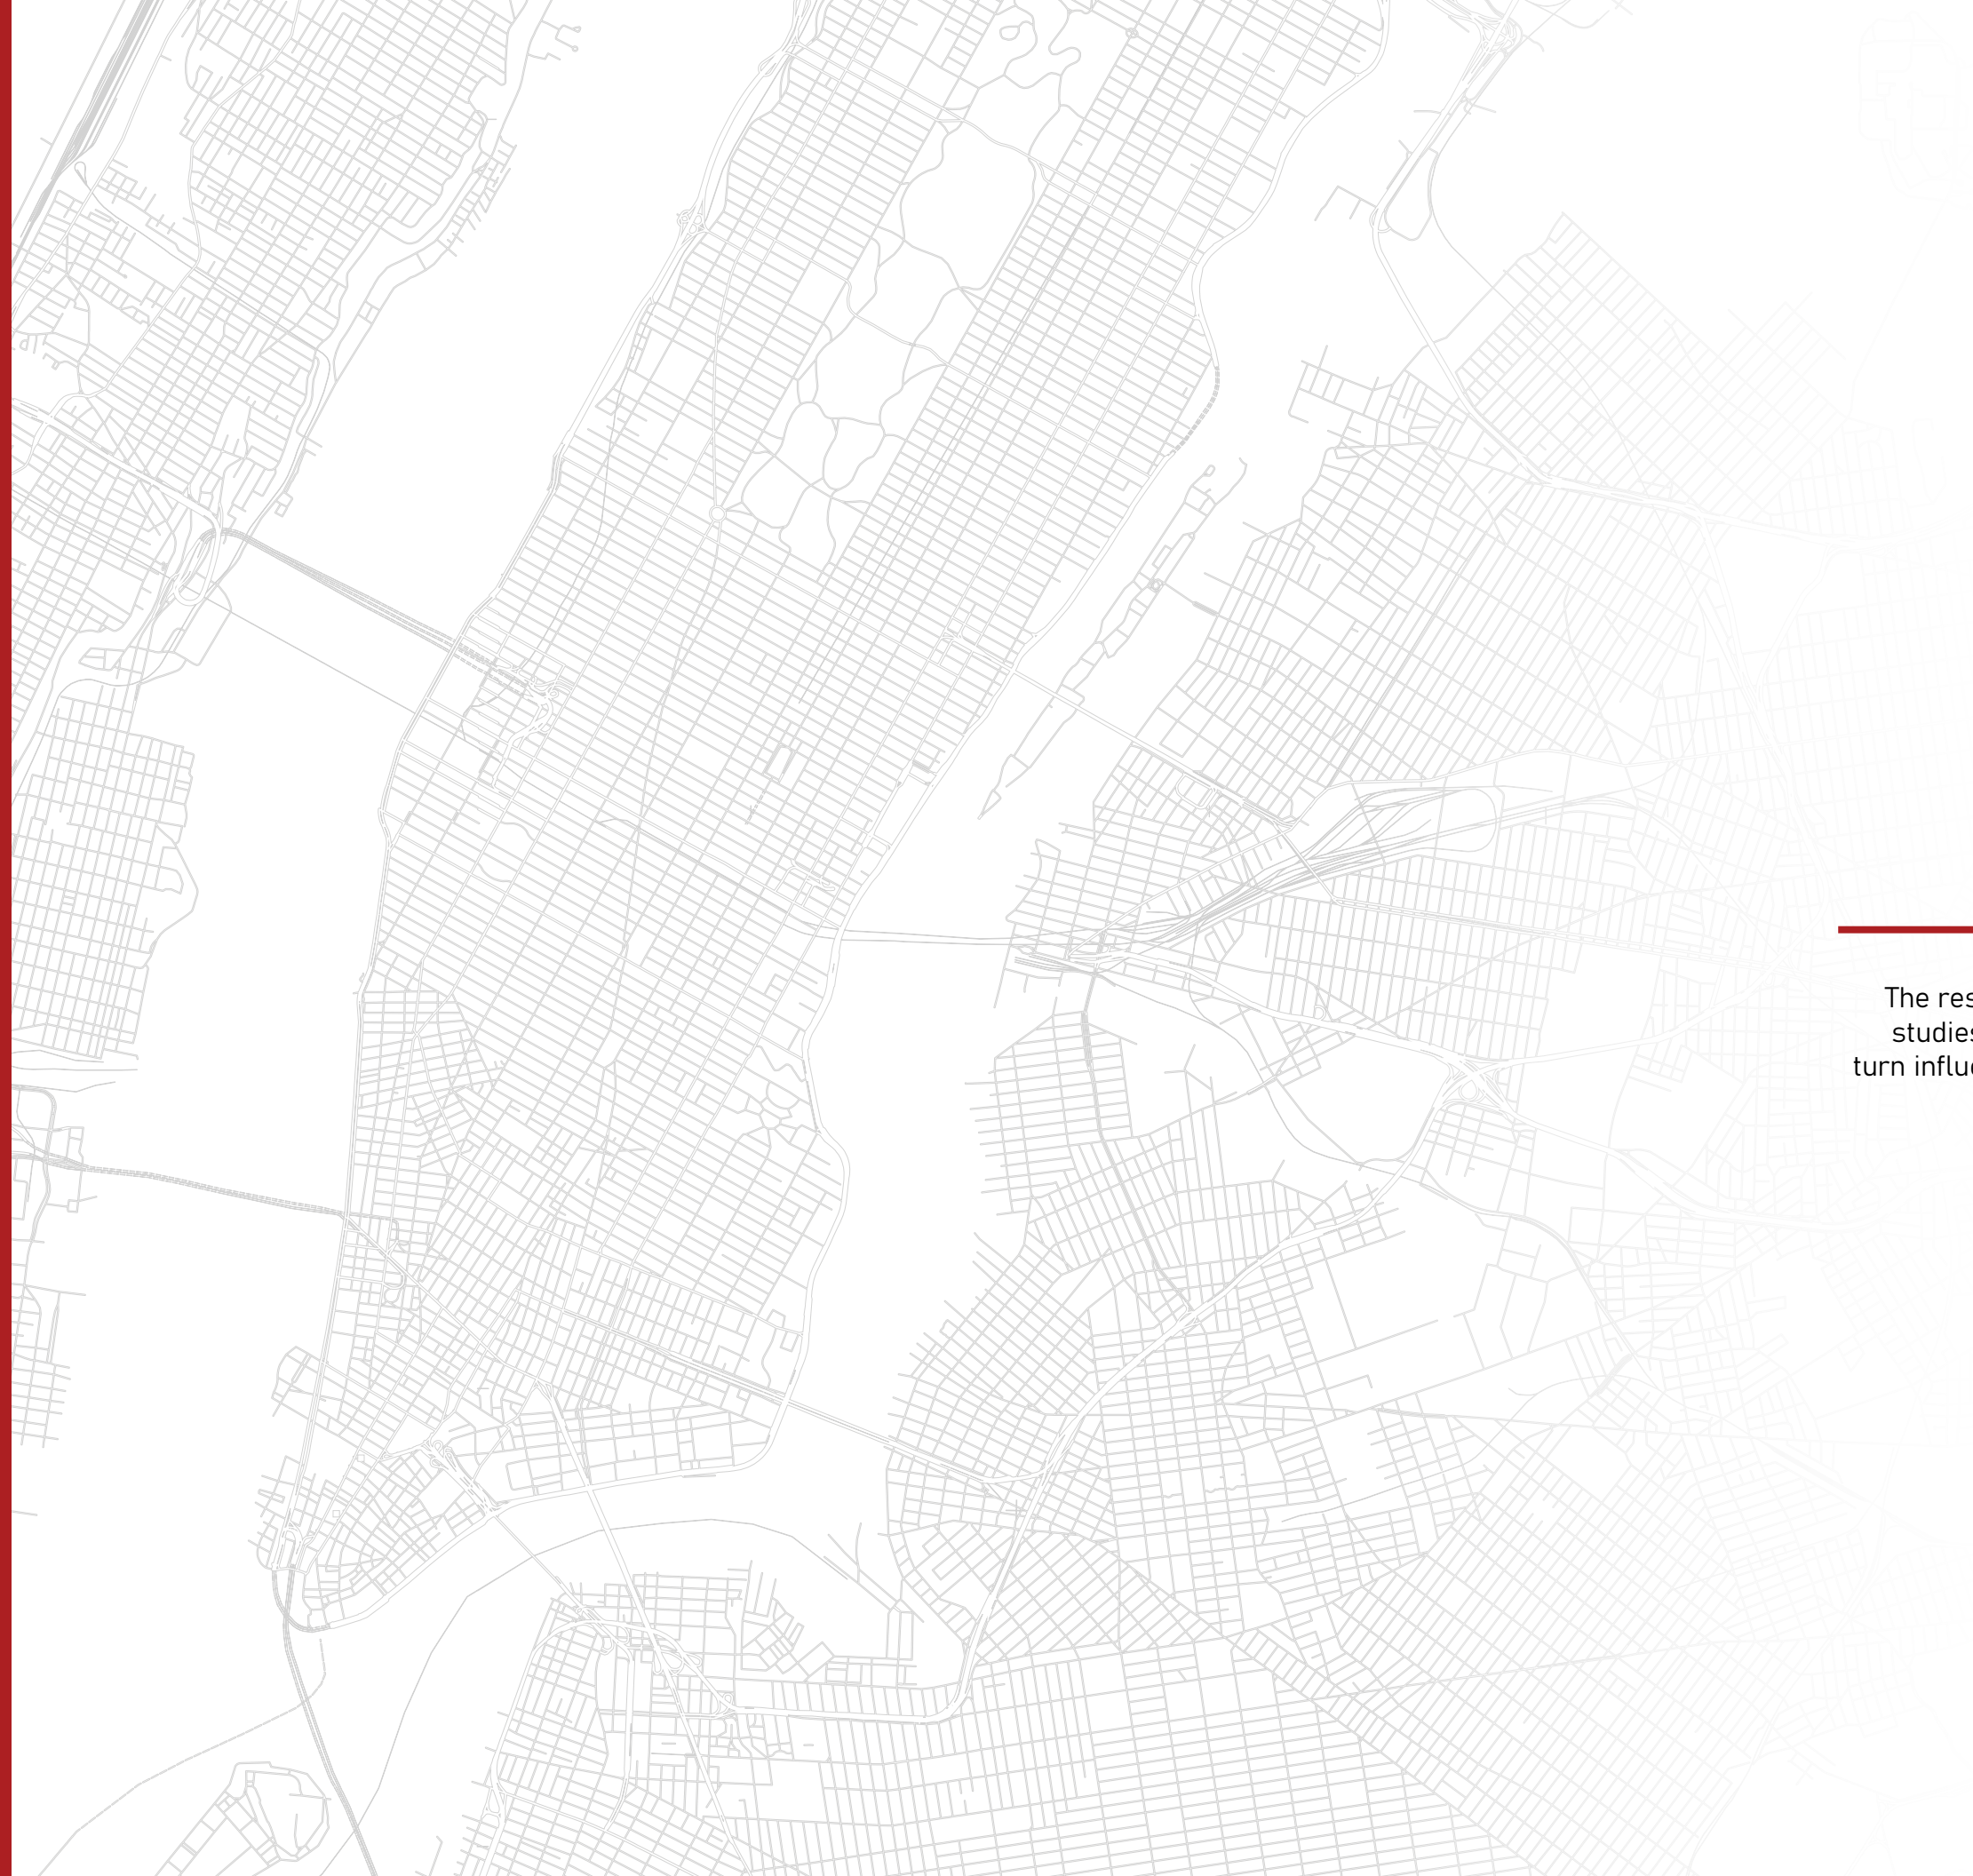 The res
studies
turn influ